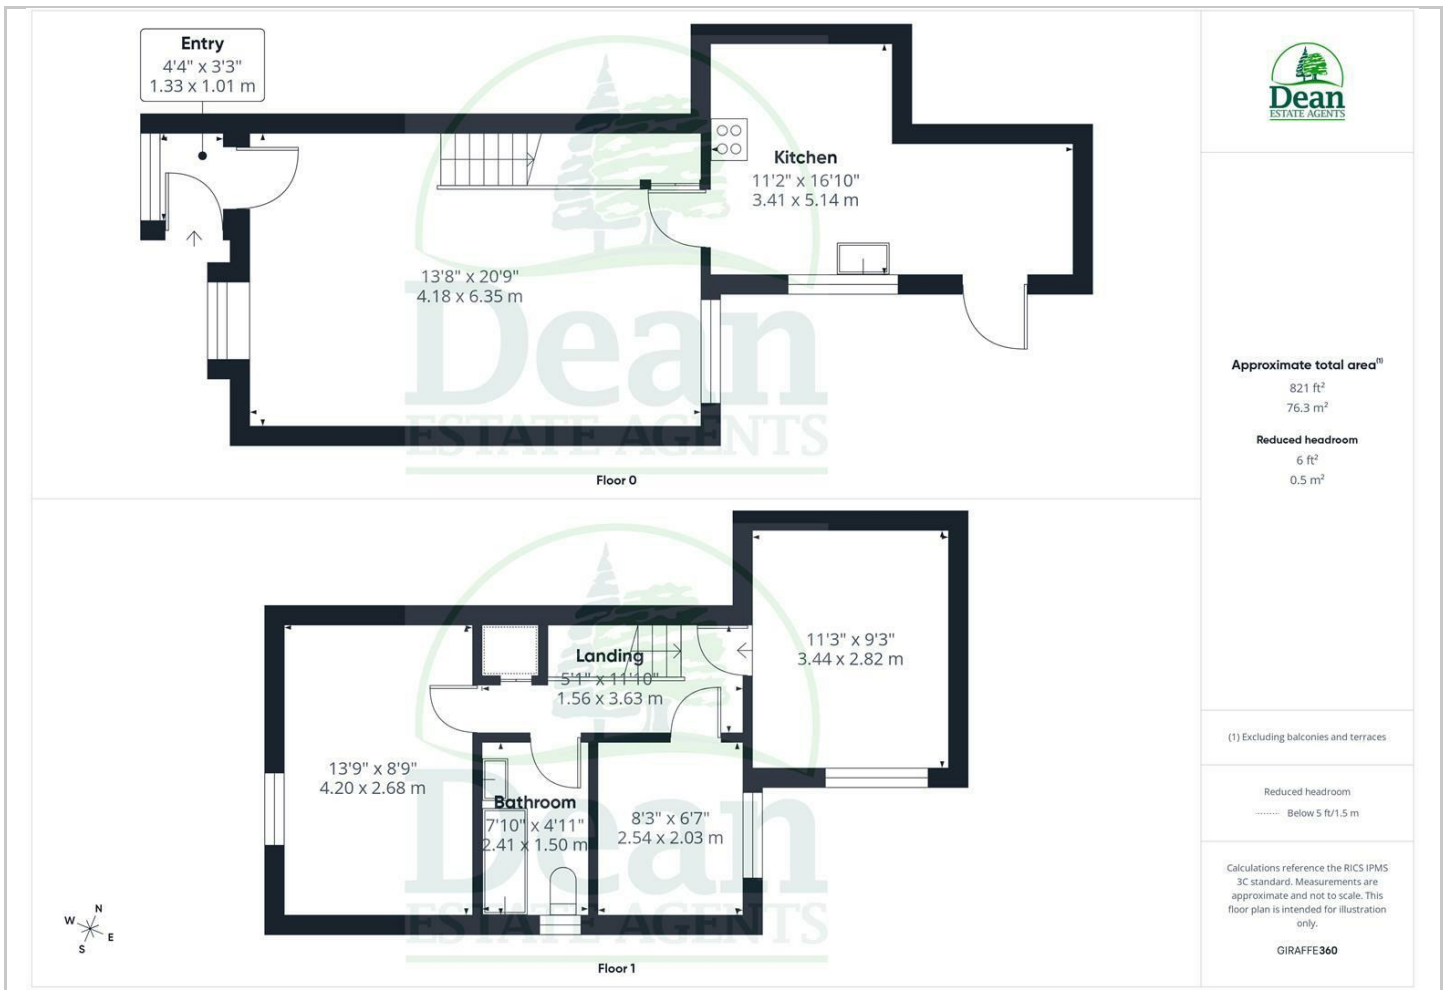 Entry
4'4" x 3'3"
1.33 x 1.01 m
Kitchen
11'2" x 16'10"
3.41 x 5.14 m
13'8" x 20'9"
4.18 x 6.35 m
Dean
ESTATE AGENTS
Floor 0
11'3" x 9'3"
3.44 x 2.82 m
Landing
5'1" x 11'10"
1.56 x 3.63 m
13'9" x 8'9"
4.20 x 2.68 m
Bathroom
7'10" x 4'11"
2.41 x 1.50 m
8'3" x 6'7"
2.54 x 2.03 m
Dean
ESTATE AGENTS
N
W
E
S
Floor 1
Dean
ESTATE AGENTS
Approximate total area(1)
821 ft²
76.3 m²
Reduced headroom
6 ft²
0.5 m²
(1) Excluding balconies and terraces
Reduced headroom
Below 5 ft/1.5 m
Calculations reference the RICS IPMS
3C standard. Measurements are
approximate and not to scale. This
floor plan is intended for illustration
only.
GIRAFFE360